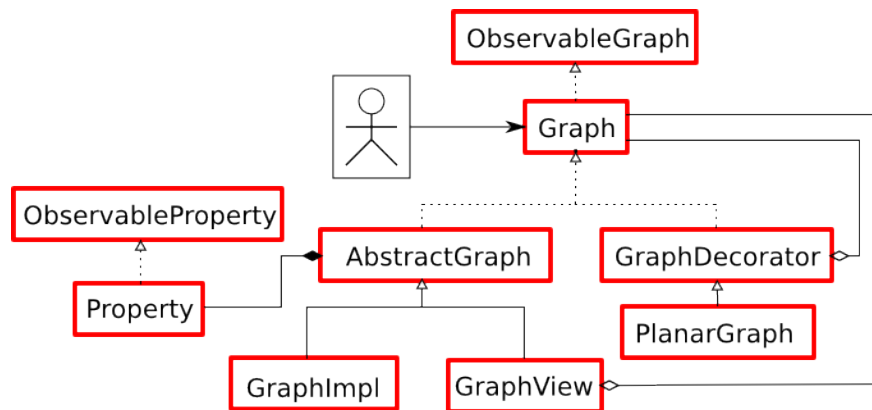 ObservableGraph
Graph
ObservableProperty
AbstractGraph
GraphDecorator
Property
PlanarGraph
GraphImpl
GraphView